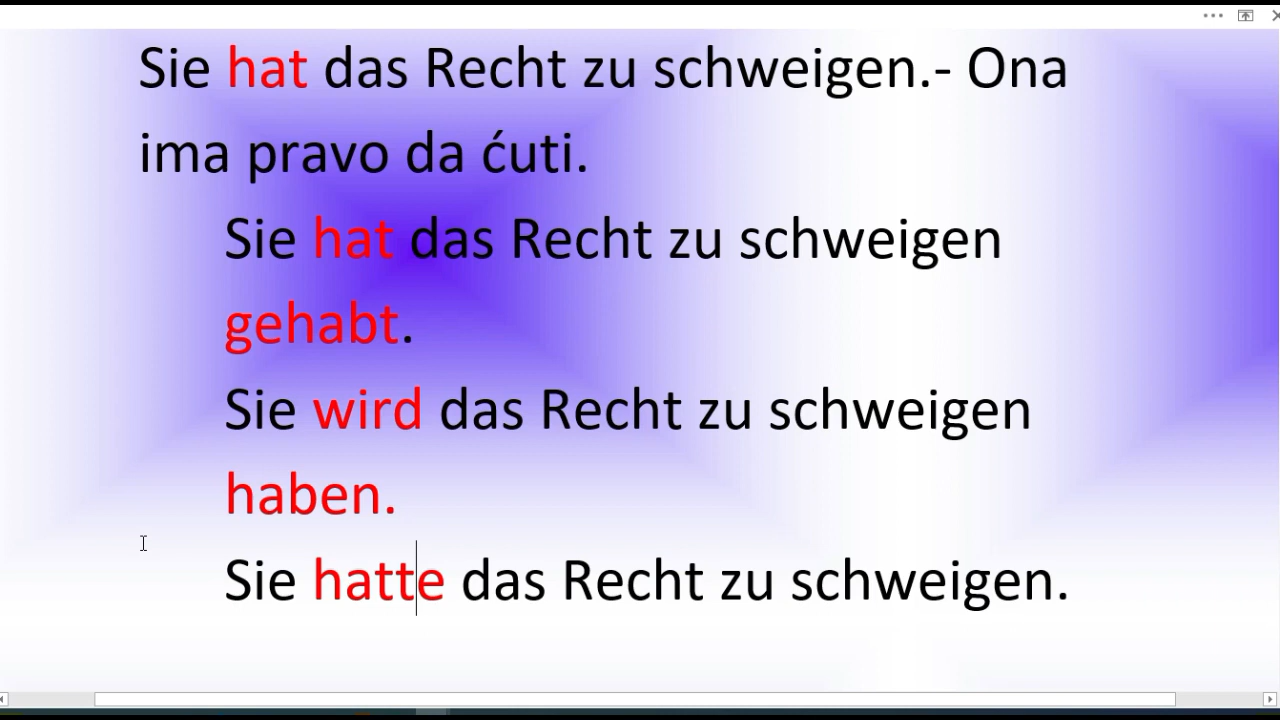 Sie hat das Recht zu schweigen.- Ona
ima pravo da ćuti.
Sie hat das Recht zu schweigen
gehabt.
Sie wird das Recht zu schweigen
haben.
Sie hatte das Recht zu schweigen.